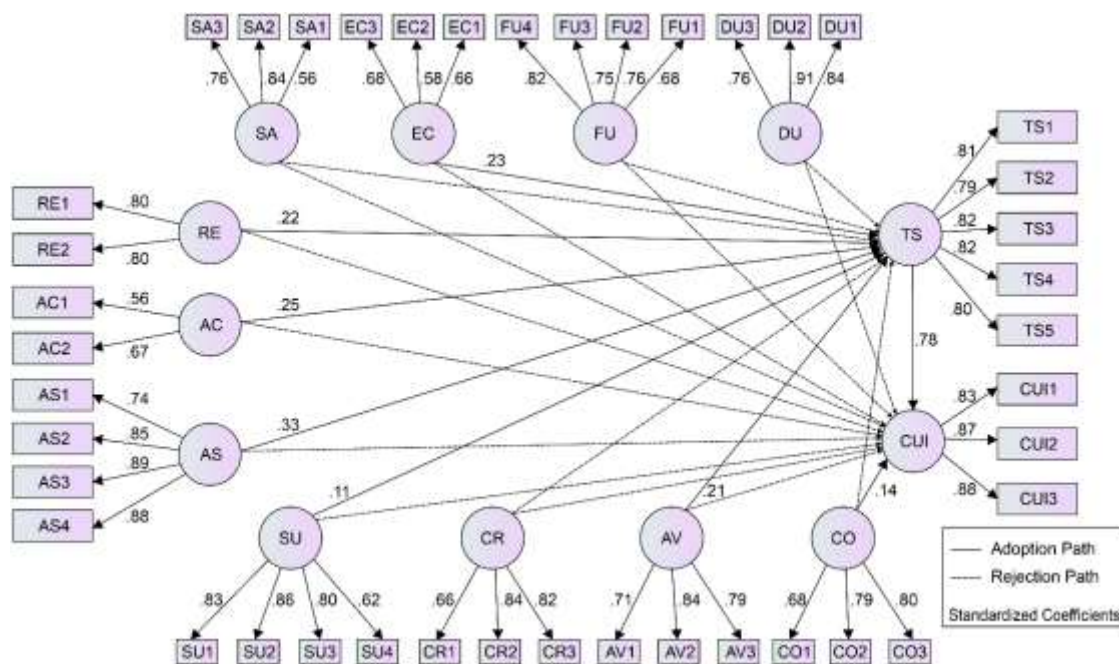 SA3 SA2 SA1 EC3 EC2 EC1 FU4 FU3 FU2 FU1 DU3 DU2 DU1
.76 .84 .56 .68 .58 .66 .82 .75 .76 .68 .76 .91 .84
SA EC FU DU
TS1
.81
TS2
.79
.23
RE1 .80
RE .22
TS
.82 TS3
RE2 .80
.82
TS4
AC1 .56
AC .25
.80
AC2 .67
TS5
.78
AS1 .74
CUI1
.83
AS2 .85
.33
AS
CUI
.87 CUI2
AS3 .89
AS4 .88
.88
CUI3
.11 .21 .14
SU CR AV CO
Adoption Path
Rejection Path
Standardized Coefficients
.83 .86 .80 .62 .66 .84 .82 .71 .84 .79 .68 .79 .80
SU1 SU2 SU3 SU4 CR1 CR2 CR3 AV1 AV2 AV3 CO1 CO2 CO3